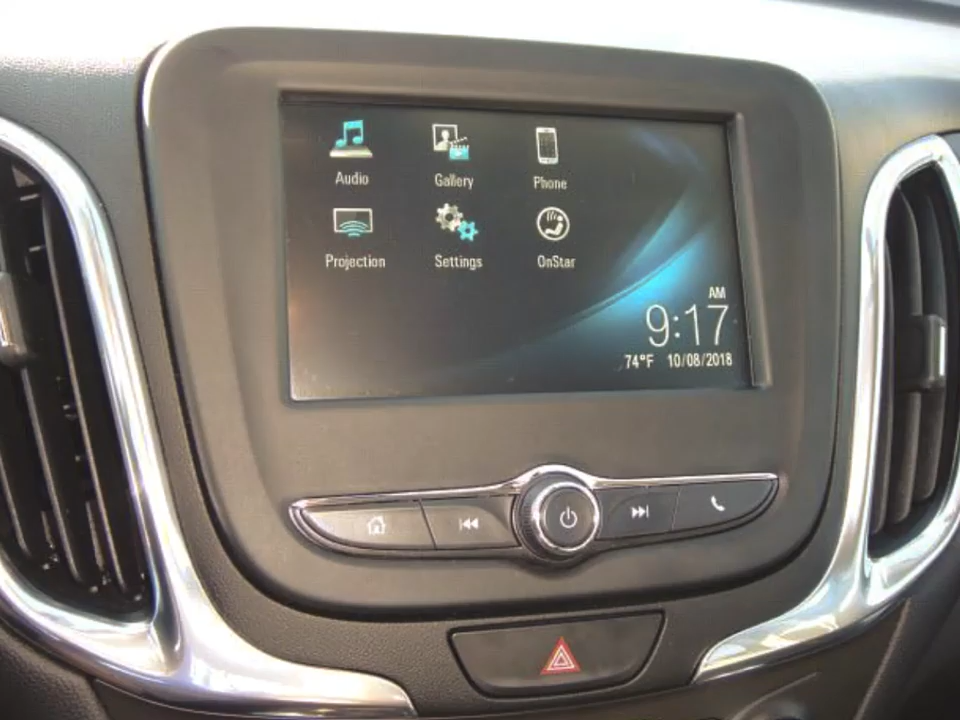 Audio Gallery Phone
Projection Settings OnStar
AM
9:17
74°F 10/08/2018